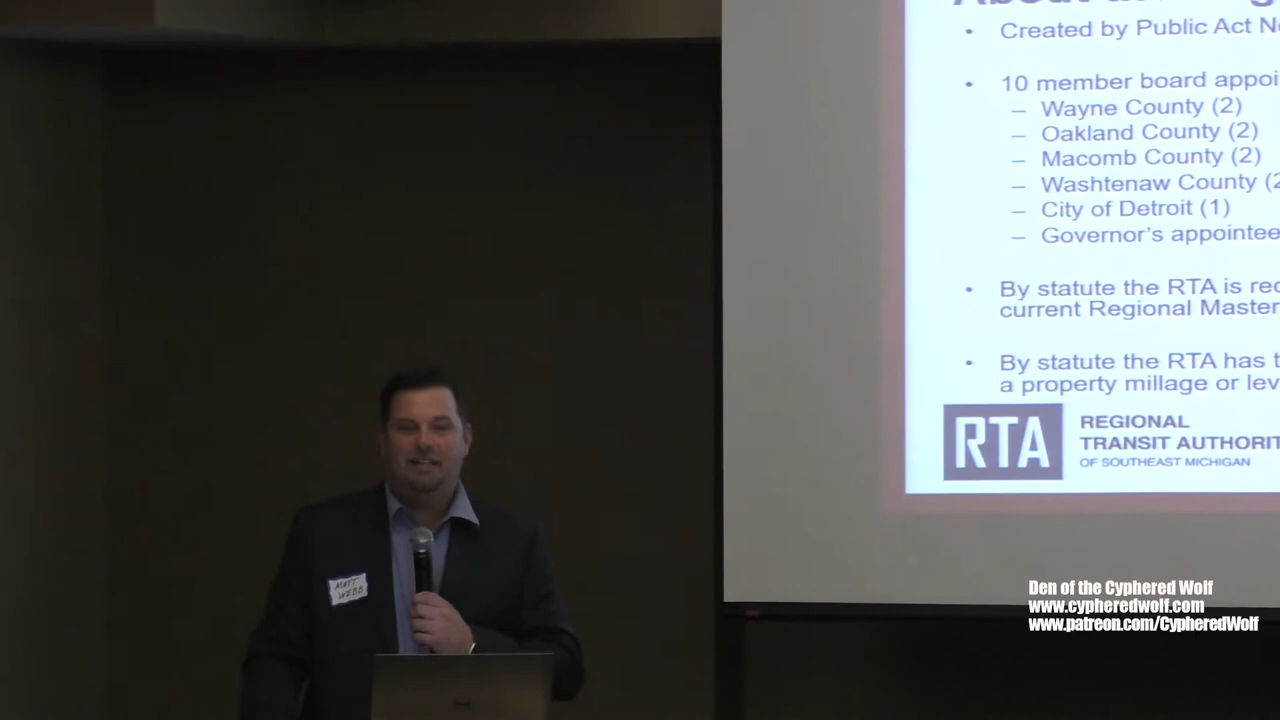 Created by Public Act
10 member board
Wayne County (2)
Oakland County (2)
Macomb County (2)
Washtenaw County (2
City of Detroit (1)
Governor's appointee
By statute the RTA is
current Regional Master
By statute the RTA has
a property millage or
RTA
REGIONAL
TRANSIT AUTHORIT
OF SOUTHEAST MICHIGAN
MATT
WEBB
Den of the Cyphered Wolf
www.cypheredwolf.com
www.patreon.com/CypheredWolf